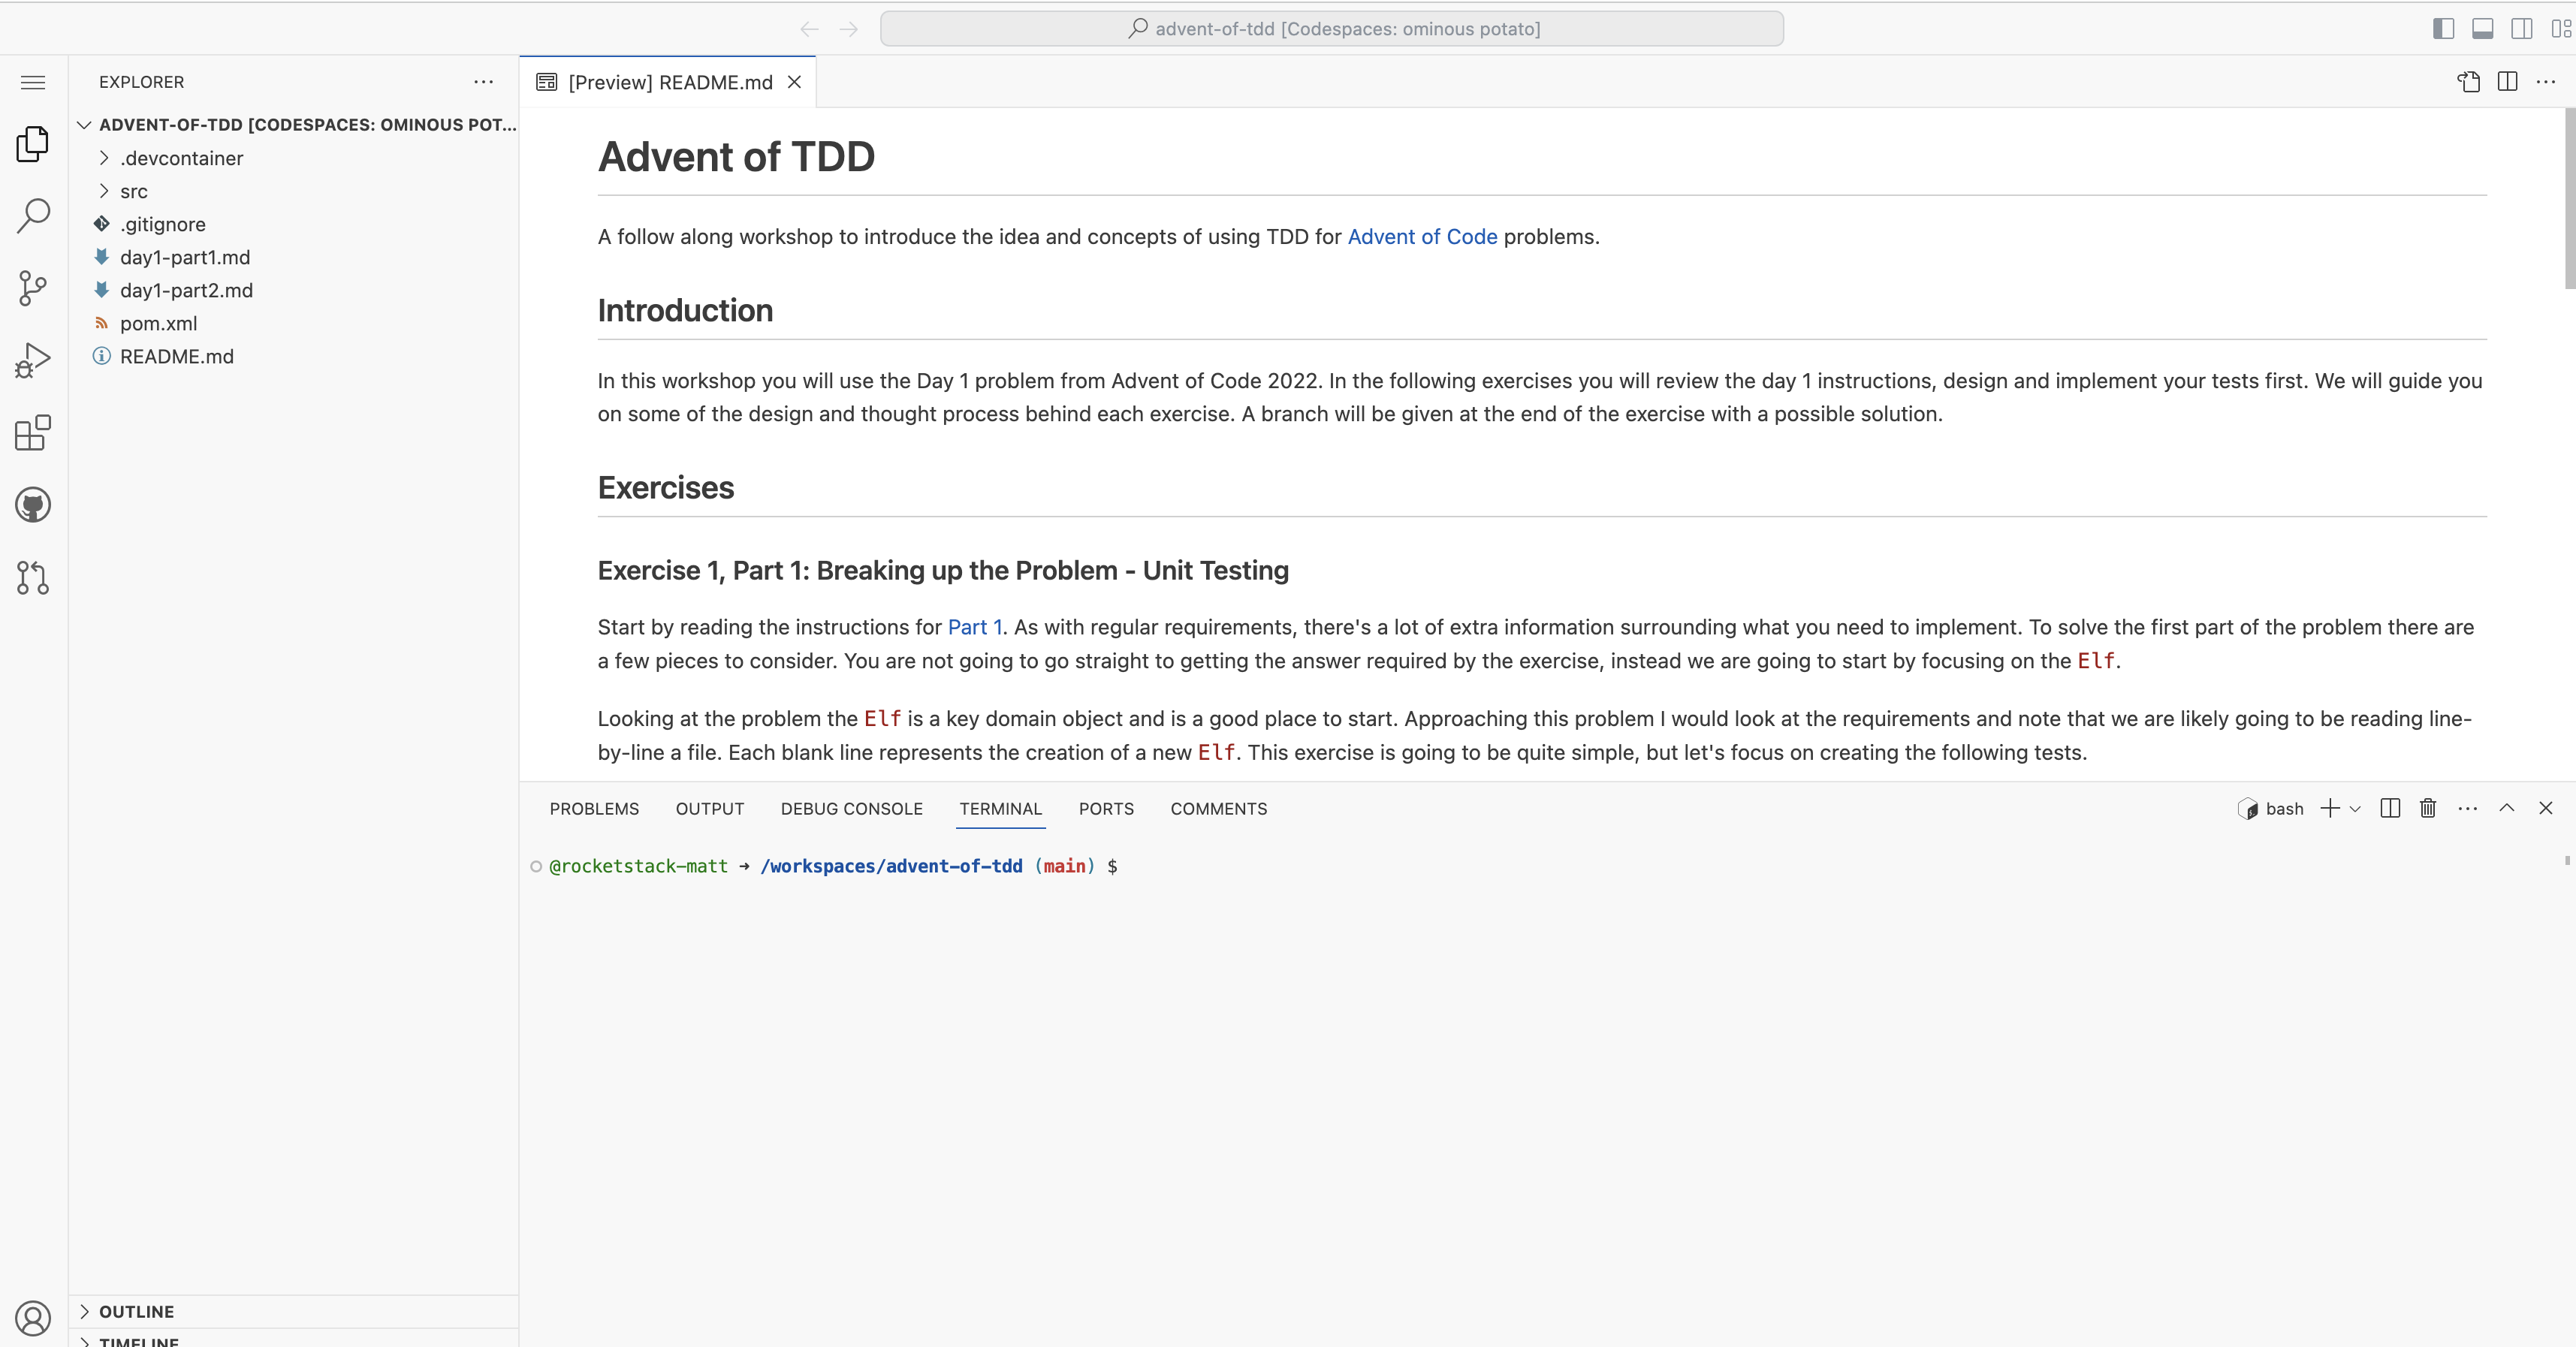 advent-of-tdd [Codespaces: ominous potato]
EXPLORER
ADVENT-OF-TDD [CODESPACES: OMINOUS POT...
.devcontainer
src
.gitignore
day1-part1.md
day1-part2.md
pom.xml
README.md
OUTLINE
TIMELINE
[Preview] README.md
Advent of TDD
A follow along workshop to introduce the idea and concepts of using TDD for Advent of Code problems.
Introduction
In this workshop you will use the Day 1 problem from Advent of Code 2022. In the following exercises you will review the day 1 instructions, design and implement your tests first. We will guide you
on some of the design and thought process behind each exercise. A branch will be given at the end of the exercise with a possible solution.
Exercises
Exercise 1, Part 1: Breaking up the Problem - Unit Testing
Start by reading the instructions for Part 1. As with regular requirements, there's a lot of extra information surrounding what you need to implement. To solve the first part of the problem there are
a few pieces to consider. You are not going to go straight to getting the answer required by the exercise, instead we are going to start by focusing on the Elf.
Looking at the problem the Elf is a key domain object and is a good place to start. Approaching this problem I would look at the requirements and note that we are likely going to be reading line-
by-line a file. Each blank line represents the creation of a new Elf. This exercise is going to be quite simple, but let's focus on creating the following tests.
PROBLEMS OUTPUT DEBUG CONSOLE TERMINAL PORTS COMMENTS
bash
@rocketstack-matt ➜ /workspaces/advent-of-tdd (main) $